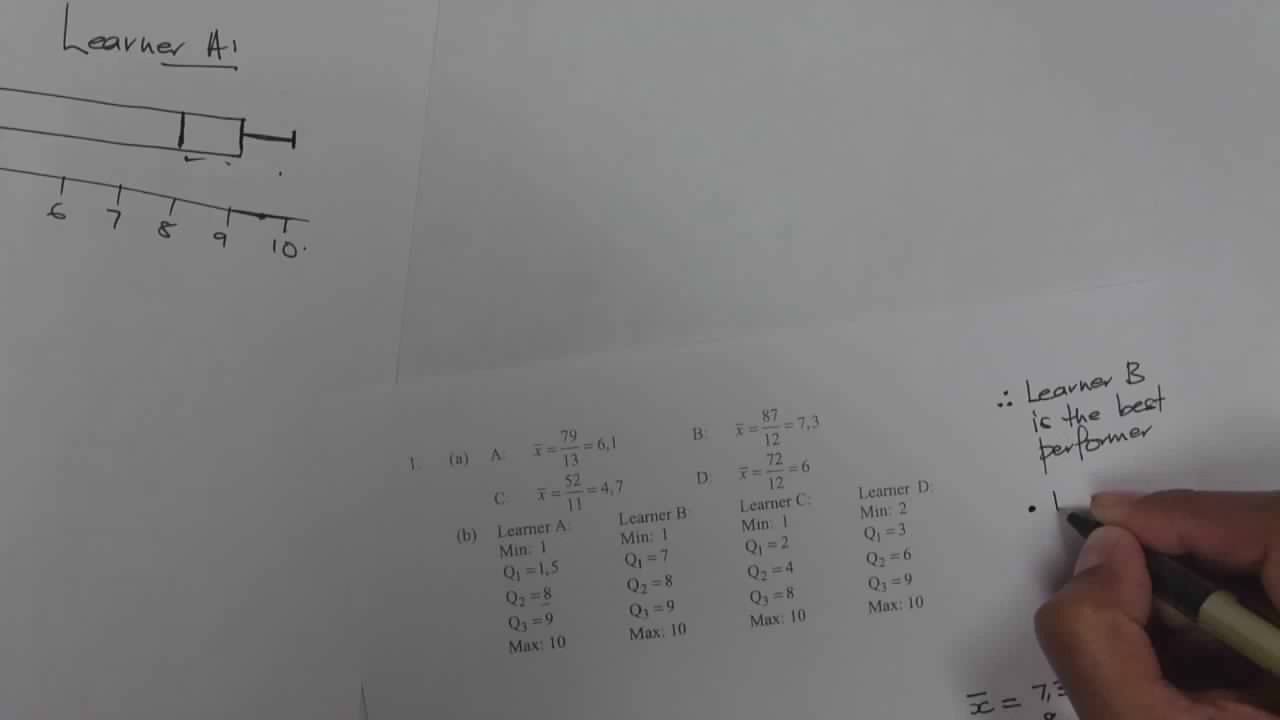 Learner A:
6 7 8 9 10
1. (a) A: x̄ = 79/13 = 6,1 B: x̄ = 87/12 = 7,3
C: x̄ = 52/11 = 4,7 D: x̄ = 72/12 = 6
(b) Learner A: Learner B: Learner C: Learner D:
Min: 1 Min: 1 Min: 1 Min: 2
Q₁ = 1,5 Q₁ = 7 Q₁ = 2 Q₁ = 3
Q₂ = 8 Q₂ = 8 Q₂ = 4 Q₂ = 6
Q₃ = 9 Q₃ = 9 Q₃ = 8 Q₃ = 9
Max: 10 Max: 10 Max: 10 Max: 10
∴ Learner B
is the best
performer
x̄ = 7,3